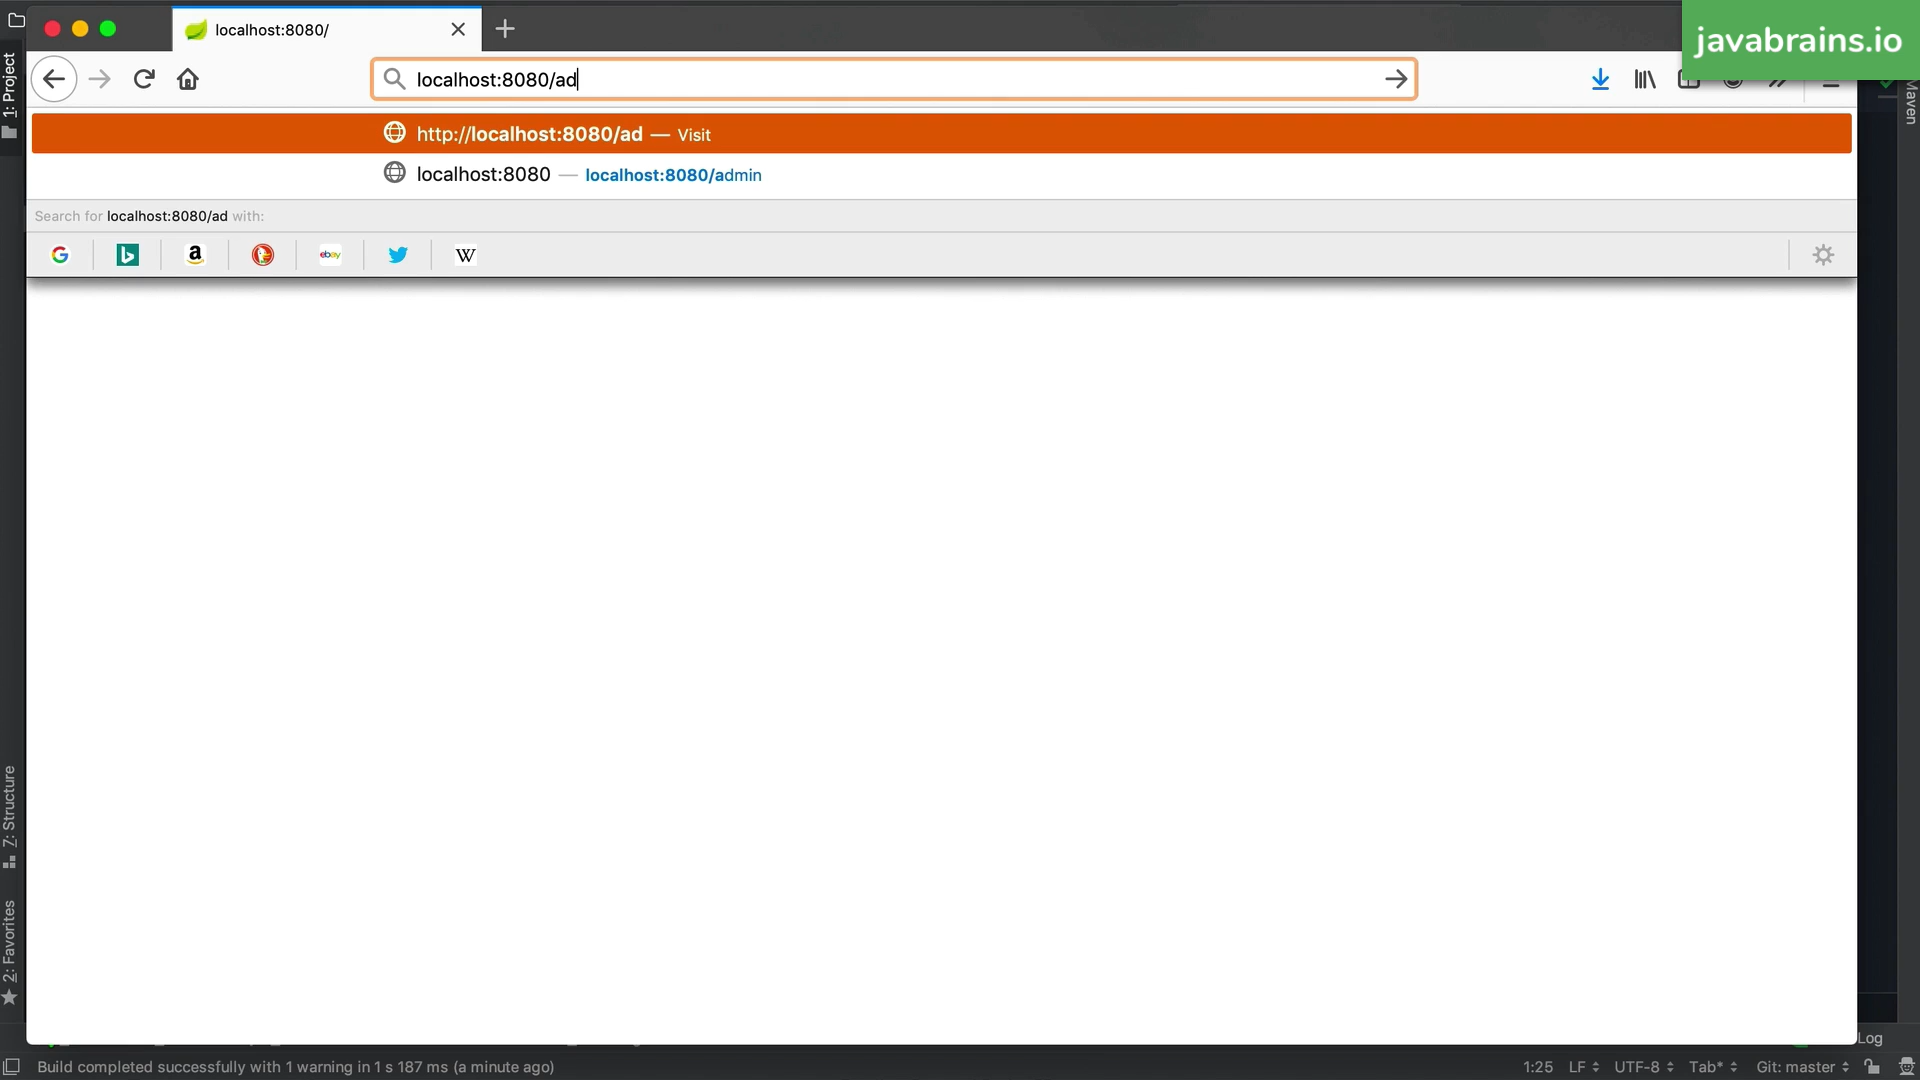 localhost:8080/
javabrains.io
localhost:8080/ad
http://localhost:8080/ad — Visit
localhost:8080 — localhost:8080/admin
Search for localhost:8080/ad with:
a
ebay
W
1: Project
Maven
Z: Structure
2: Favorites
Log
Build completed successfully with 1 warning in 1 s 187 ms (a minute ago)
1:25 LF UTF-8 Tab* Git: master